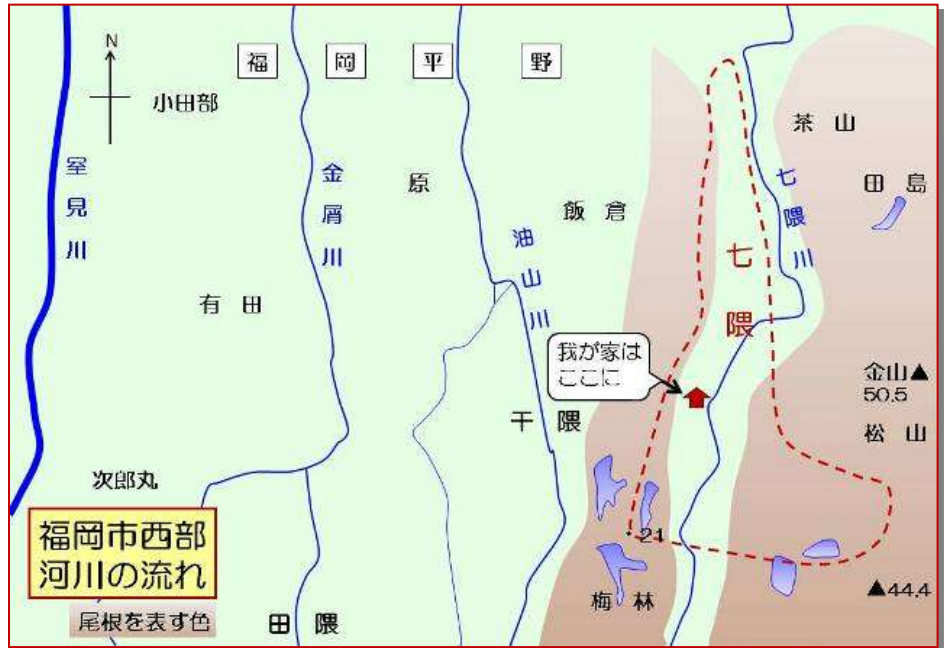 N
福岡平野
小田部
茶山
田島
室見川
金屑川
原
飯倉
油山川
七隈川
七隈
有田
我が家は
ここに
金山▲
50.5
松山
干隈
次郎丸
福岡市西部
河川の流れ
尾根を表す色
田隈
梅林
・21
▲44.4